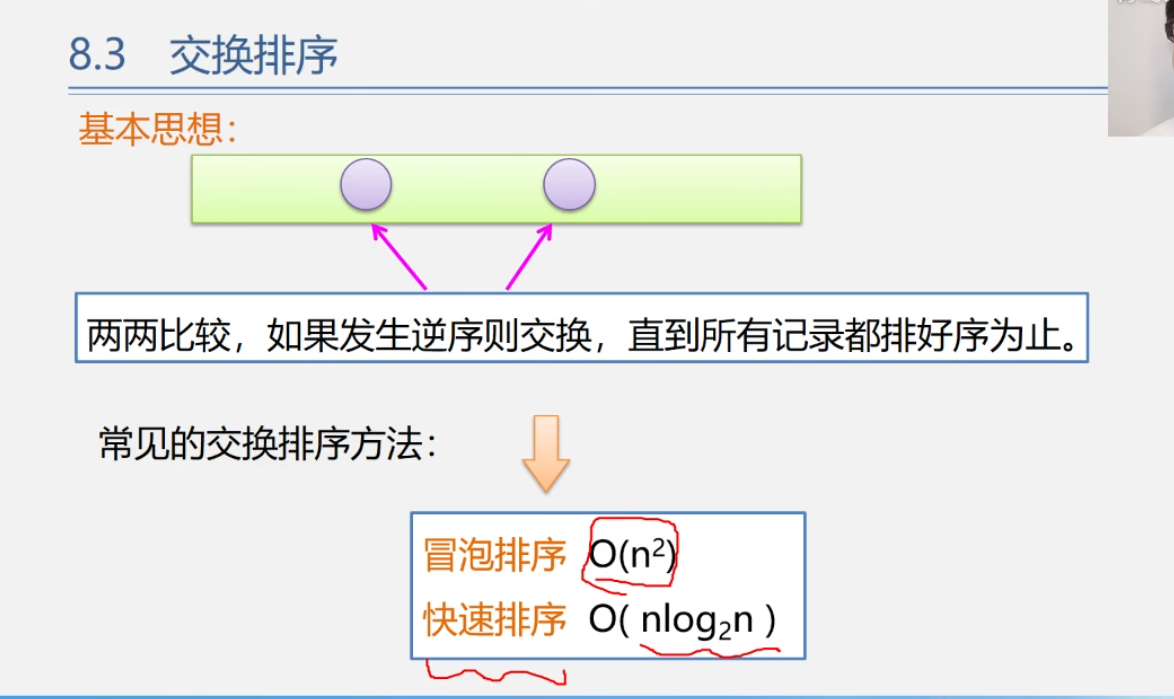 8.3 交换排序
基本思想：
两两比较，如果发生逆序则交换，直到所有记录都排好序为止。
常见的交换排序方法：
冒泡排序 O(n²)
快速排序 O( nlog₂n )